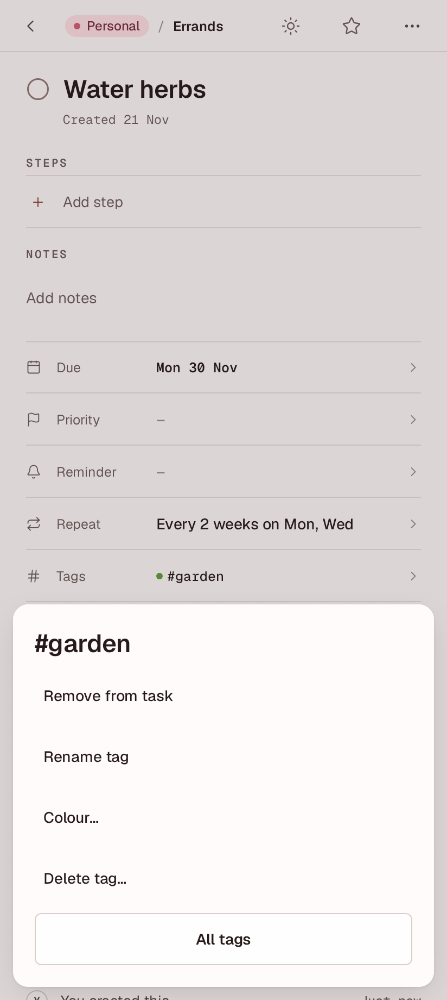 Personal / Errands
Water herbs
Created 21 Nov
STEPS
+ Add step
NOTES
Add notes
Due Mon 30 Nov
Priority –
Reminder –
Repeat Every 2 weeks on Mon, Wed
Tags #garden
#garden
Remove from task
Rename tag
Colour…
Delete tag…
All tags
You created this Just now